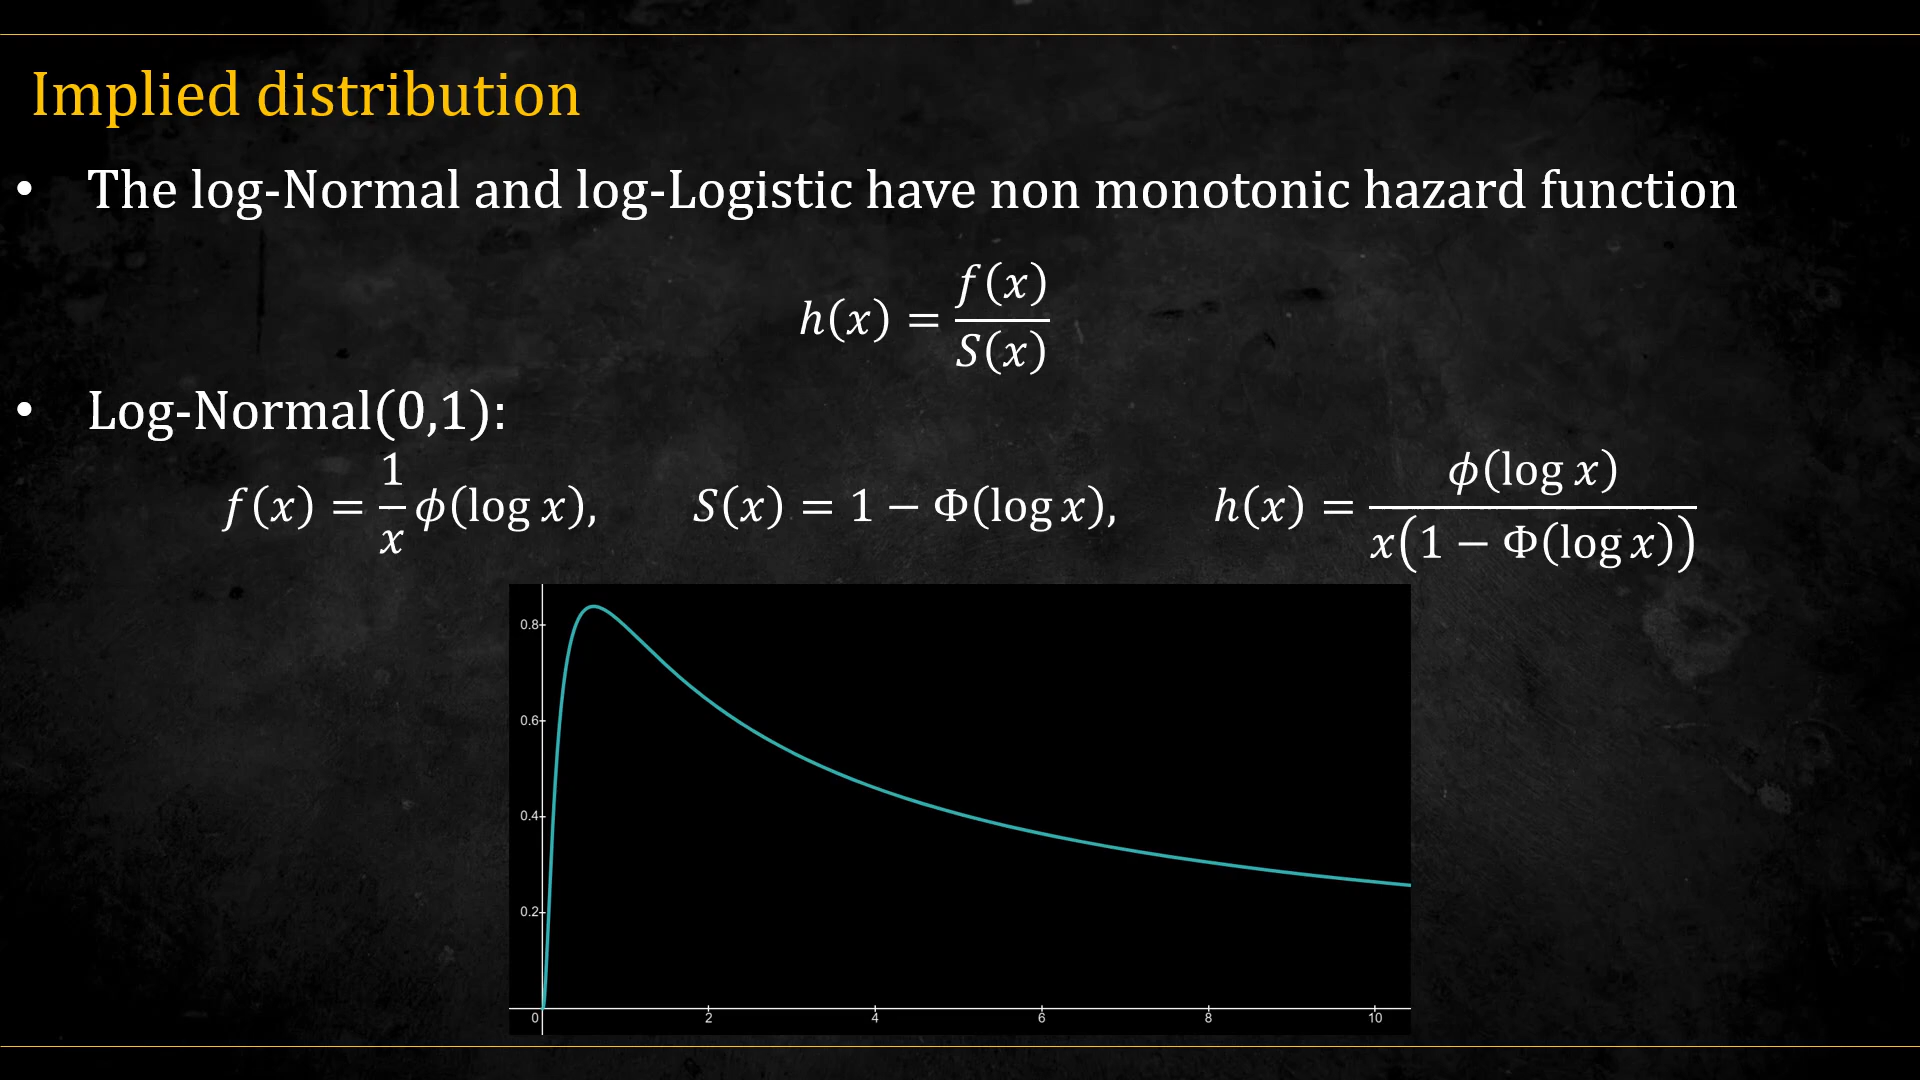 Implied distribution
• The log-Normal and log-Logistic have non monotonic hazard function
ℎ(𝑥) = 𝑓(𝑥) / 𝑆(𝑥)
• Log-Normal(0,1):
𝑓(𝑥) = 1/𝑥 𝜙(log 𝑥), 𝑆(𝑥) = 1 − Φ(log 𝑥), ℎ(𝑥) = 𝜙(log 𝑥) / 𝑥(1 − Φ(log 𝑥))
0.8
0.6
0.4
0.2
0 2 4 6 8 10